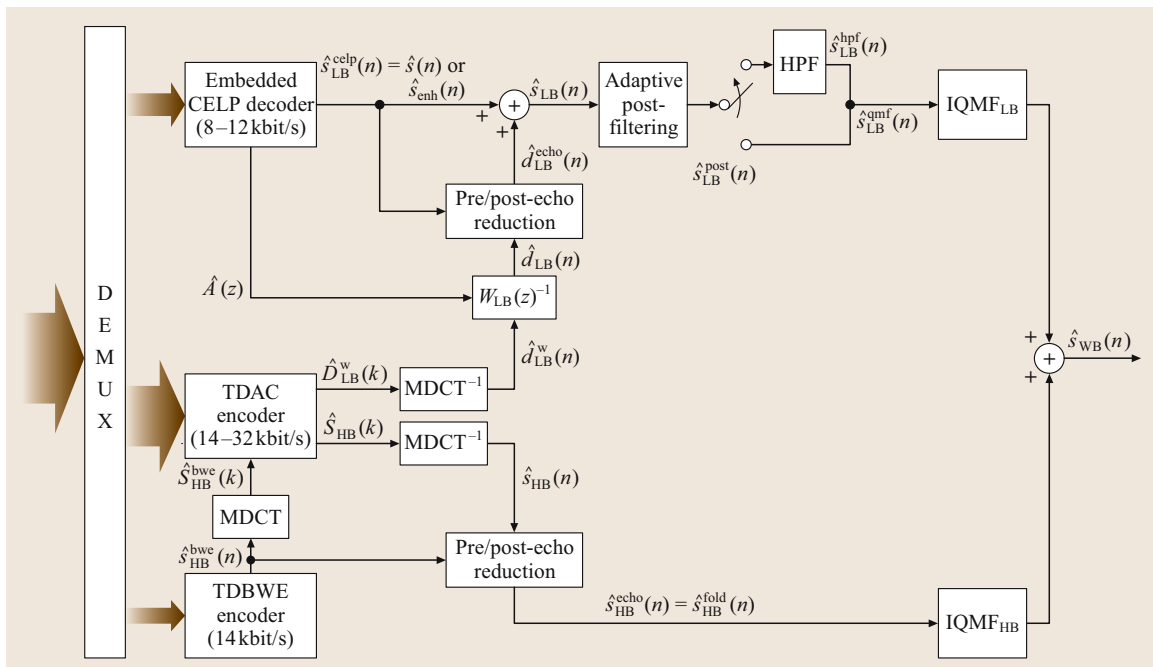 D
E
M
U
X
Embedded
CELP decoder
(8–12 kbit/s)
ŝ_LB^celp(n) = ŝ(n) or
ŝ_enh(n)
+
+
+
ŝ_LB(n)
Adaptive
post-
filtering
HPF
ŝ_LB^hpf(n)
ŝ_LB^qmf(n)
ŝ_LB^post(n)
IQMF_LB
d̂_LB^echo(n)
Pre/post-echo
reduction
d̂_LB(n)
Â(z)
W_LB(z)^−1
d̂_LB^w(n)
TDAC
encoder
(14–32 kbit/s)
D̂_LB^w(k)
MDCT^−1
Ŝ_HB(k)
MDCT^−1
ŝ_HB(n)
Ŝ_HB^bwe(k)
MDCT
ŝ_HB^bwe(n)
Pre/post-echo
reduction
TDBWE
encoder
(14 kbit/s)
ŝ_HB^echo(n) = ŝ_HB^fold(n)
IQMF_HB
+
+
+
ŝ_WB(n)